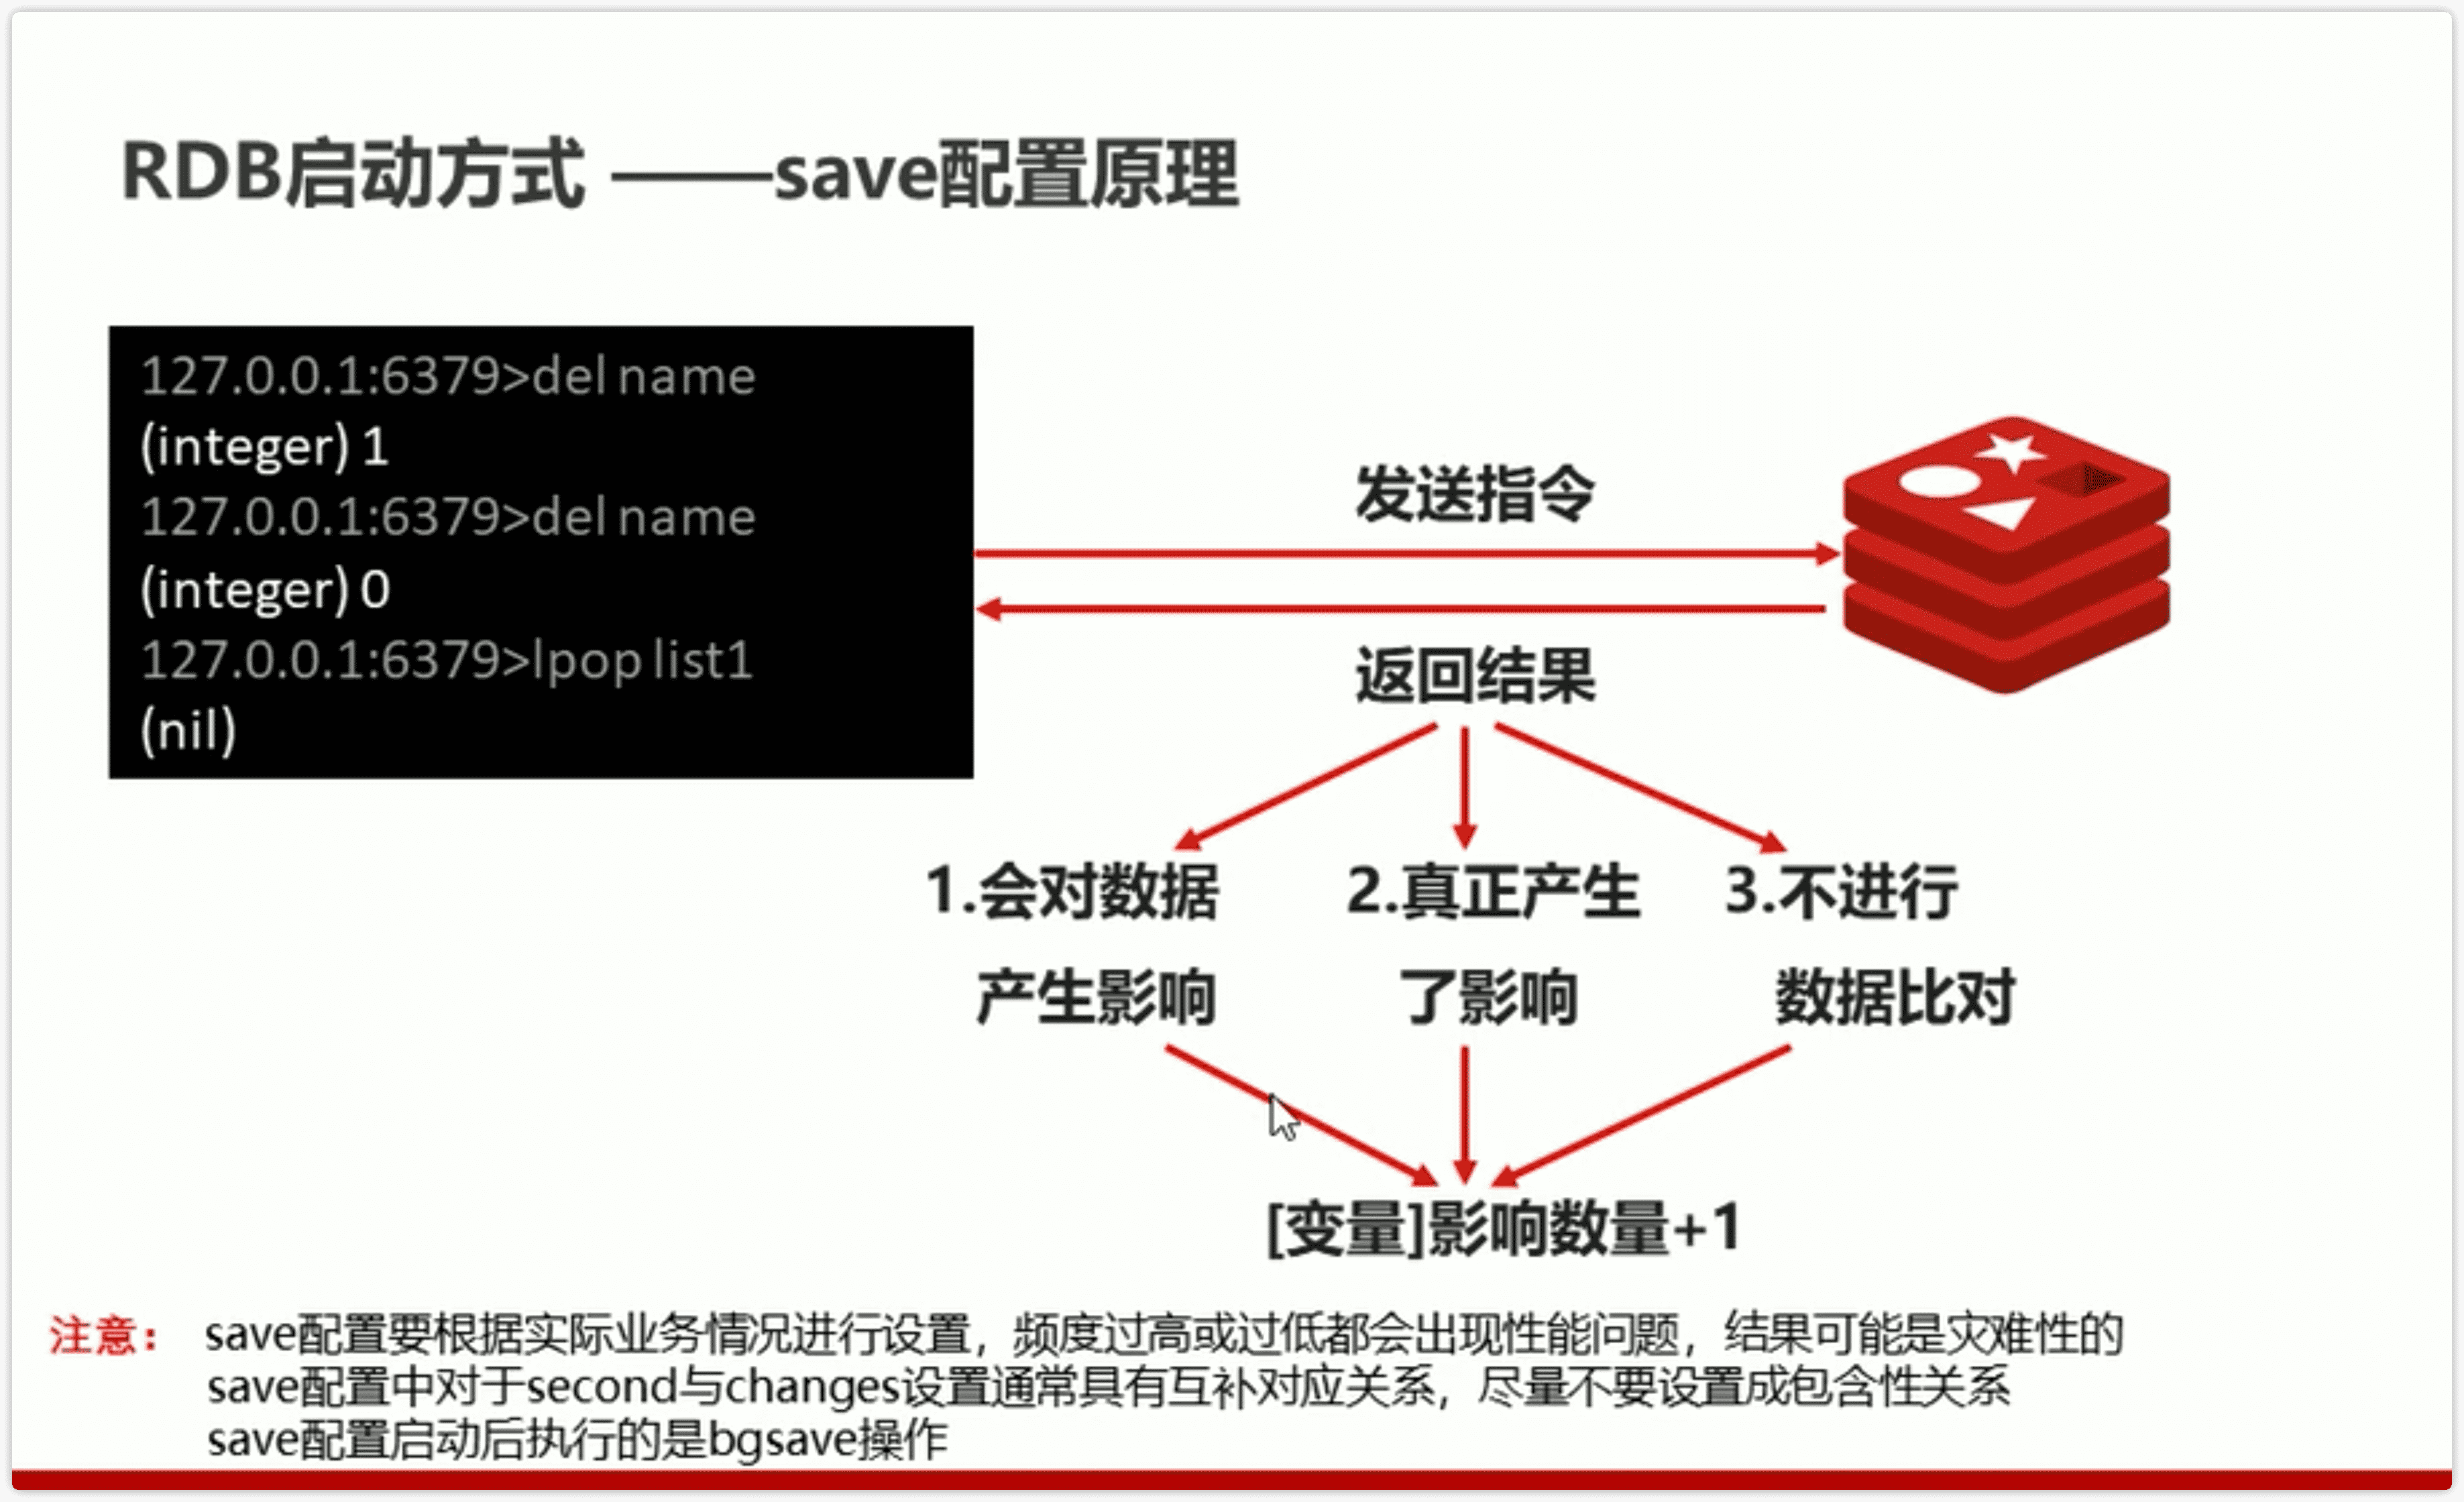 RDB启动方式 ——save配置原理
127.0.0.1:6379>del name
(integer) 1
127.0.0.1:6379>del name
(integer) 0
127.0.0.1:6379>lpop list1
(nil)
发送指令
返回结果
1.会对数据
产生影响
2.真正产生
了影响
3.不进行
数据比对
[变量]影响数量+1
注意： save配置要根据实际业务情况进行设置，频度过高或过低都会出现性能问题，结果可能是灾难性的
save配置中对于second与changes设置通常具有互补对应关系，尽量不要设置成包含性关系
save配置启动后执行的是bgsave操作